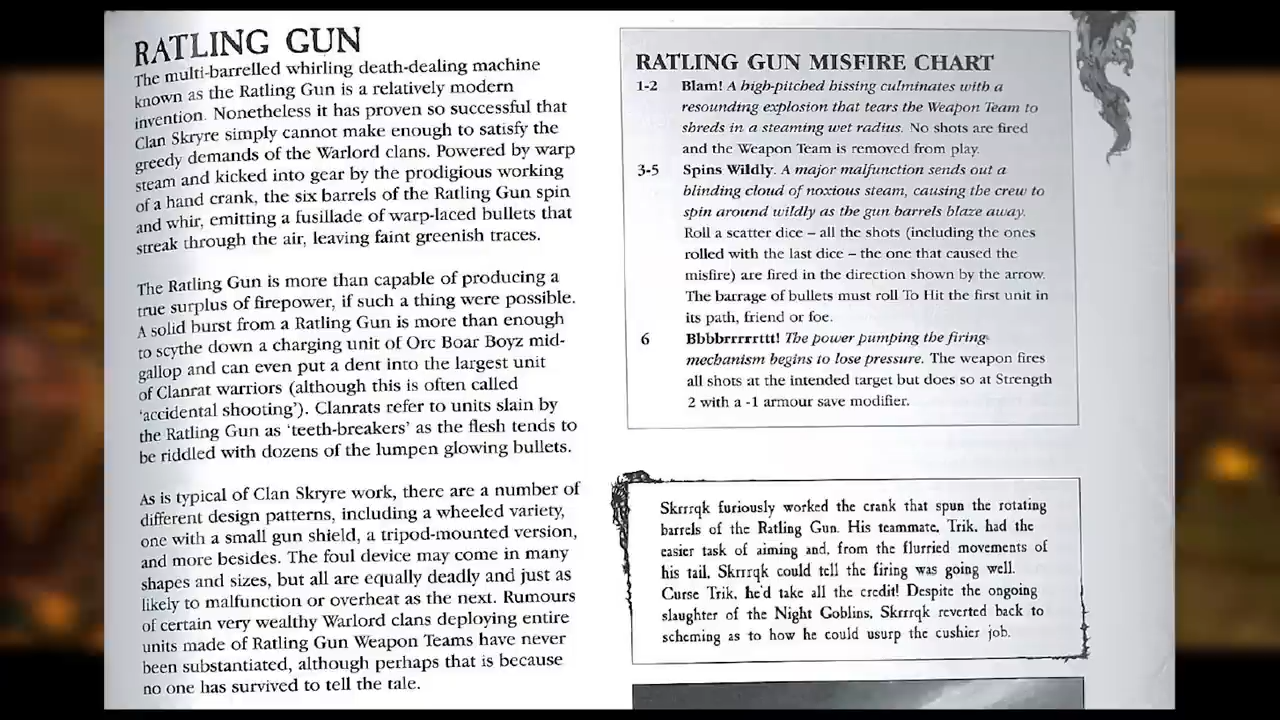 RATLING GUN
The multi-barrelled whirling death-dealing machine
known as the Ratling Gun is a relatively modern
invention. Nonetheless it has proven so successful that
Clan Skryre simply cannot make enough to satisfy the
greedy demands of the Warlord clans. Powered by warp
steam and kicked into gear by the prodigious working
of a hand crank, the six barrels of the Ratling Gun spin
and whir, emitting a fusillade of warp-laced bullets that
streak through the air, leaving faint greenish traces.
The Ratling Gun is more than capable of producing a
true surplus of firepower, if such a thing were possible.
A solid burst from a Ratling Gun is more than enough
to scythe down a charging unit of Orc Boar Boyz mid-
gallop and can even put a dent into the largest unit
of Clanrat warriors (although this is often called
‘accidental shooting’). Clanrats refer to units slain by
the Ratling Gun as ‘teeth-breakers’ as the flesh tends to
be riddled with dozens of the lumpen glowing bullets.
As is typical of Clan Skryre work, there are a number of
different design patterns, including a wheeled variety,
one with a small gun shield, a tripod-mounted version,
and more besides. The foul device may come in many
shapes and sizes, but all are equally deadly and just as
likely to malfunction or overheat as the next. Rumours
of certain very wealthy Warlord clans deploying entire
units made of Ratling Gun Weapon Teams have never
been substantiated, although perhaps that is because
no one has survived to tell the tale.
RATLING GUN MISFIRE CHART
1-2 Blam! A high-pitched hissing culminates with a
resounding explosion that tears the Weapon Team to
shreds in a steaming wet radius. No shots are fired
and the Weapon Team is removed from play.
3-5 Spins Wildly. A major malfunction sends out a
blinding cloud of noxious steam, causing the crew to
spin around wildly as the gun barrels blaze away.
Roll a scatter dice – all the shots (including the ones
rolled with the last dice – the one that caused the
misfire) are fired in the direction shown by the arrow.
The barrage of bullets must roll To Hit the first unit in
its path, friend or foe.
6 Bbbbrrrrrttt! The power pumping the firing
mechanism begins to lose pressure. The weapon fires
all shots at the intended target but does so at Strength
2 with a -1 armour save modifier.
Skrrrqk furiously worked the crank that spun the rotating
barrels of the Ratling Gun. His teammate, Trik, had the
easier task of aiming and, from the flurried movements of
his tail, Skrrrqk could tell the firing was going well.
Curse Trik, he'd take all the credit! Despite the ongoing
slaughter of the Night Goblins, Skrrrqk reverted back to
scheming as to how he could usurp the cushier job.